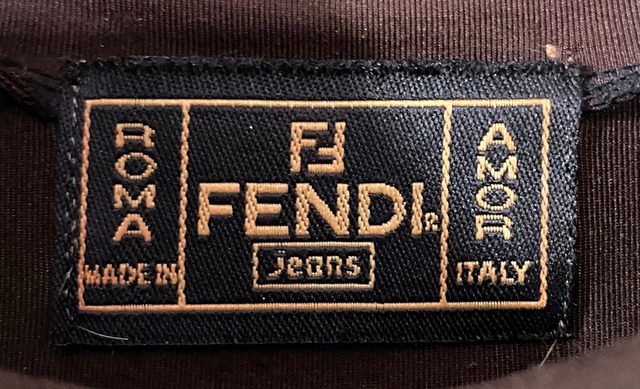 ROMA
MADE IN
FF
FENDI®
Jeans
AMOR
ITALY